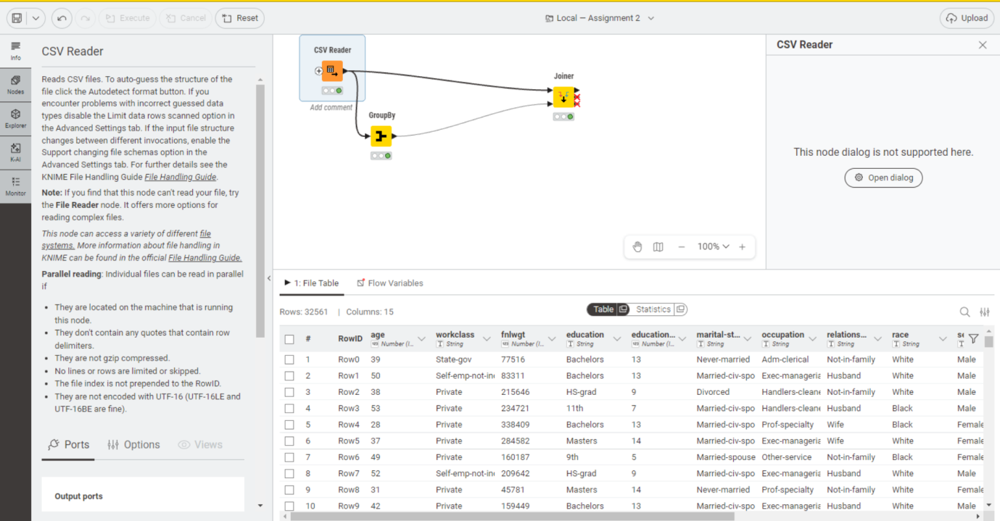 Execute
Cancel
Reset
Local — Assignment 2
Upload
Info
Nodes
Explorer
K-AI
Monitor
CSV Reader
Reads CSV files. To auto-guess the structure of the
file click the Autodetect format button. If you
encounter problems with incorrect guessed data
types disable the Limit data rows scanned option in
the Advanced Settings tab. If the input file structure
changes between different invocations, enable the
Support changing file schemas option in the
Advanced Settings tab. For further details see the
KNIME File Handling Guide File Handling Guide.
Note: If you find that this node can't read your file, try
the File Reader node. It offers more options for
reading complex files.
This node can access a variety of different file
systems. More information about file handling in
KNIME can be found in the official File Handling Guide.
Parallel reading: Individual files can be read in parallel
if
• They are located on the machine that is running
this node.
• They don't contain any quotes that contain row
delimiters.
• They are not gzip compressed.
• No lines or rows are limited or skipped.
• The file index is not prepended to the RowID.
• They are not encoded with UTF-16 (UTF-16LE and
UTF-16BE are fine).
Ports
Options
Views
Output ports
CSV Reader
Add comment
GroupBy
Joiner
100%
CSV Reader
This node dialog is not supported here.
Open dialog
1: File Table
Flow Variables
Rows: 32561 | Columns: 15
Table
Statistics
# RowID age workclass fnlwgt education education... marital-st... occupation relations... race se
Number (I... String Number (I... String Number (I... String String String String
1 Row0 39 State-gov 77516 Bachelors 13 Never-married Adm-clerical Not-in-family White Male
2 Row1 50 Self-emp-not-inc 83311 Bachelors 13 Married-civ-spo Exec-manageria Husband White Male
3 Row2 38 Private 215646 HS-grad 9 Divorced Handlers-cleane Not-in-family White Male
4 Row3 53 Private 234721 11th 7 Married-civ-spo Handlers-cleane Husband Black Male
5 Row4 28 Private 338409 Bachelors 13 Married-civ-spo Prof-specialty Wife Black Female
6 Row5 37 Private 284582 Masters 14 Married-civ-spo Exec-manageria Wife White Female
7 Row6 49 Private 160187 9th 5 Married-spouse Other-service Not-in-family Black Female
8 Row7 52 Self-emp-not-inc 209642 HS-grad 9 Married-civ-spo Exec-manageria Husband White Male
9 Row8 31 Private 45781 Masters 14 Never-married Prof-specialty Not-in-family White Female
10 Row9 42 Private 159449 Bachelors 13 Married-civ-spo Exec-manageria Husband White Male